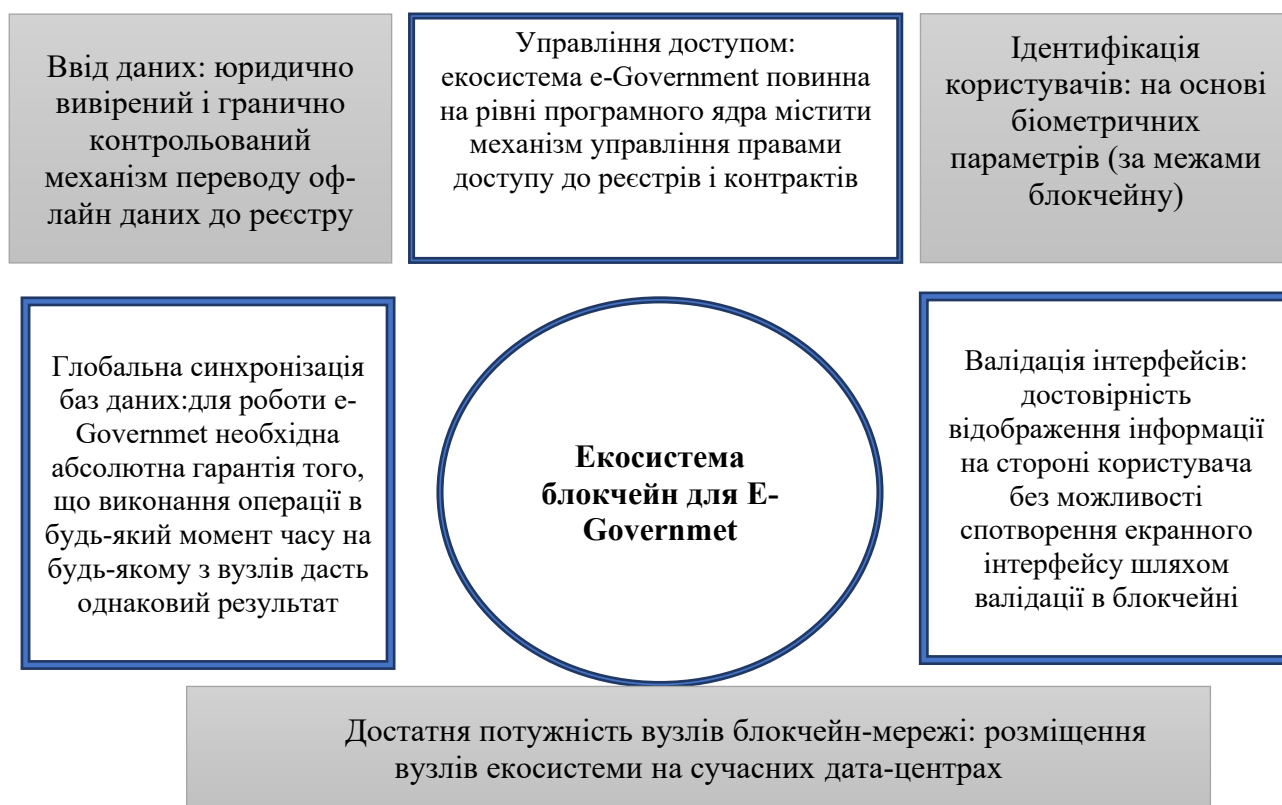 Ввід даних: юридично
вивірений і гранично
контрольований
механізм переводу оф-
лайн даних до реєстру
Управління доступом:
екосистема e-Government повинна
на рівні програмного ядра містити
механізм управління правами
доступу до реєстрів і контрактів
Ідентифікація
користувачів: на основі
біометричних
параметрів (за межами
блокчейну)
Глобальна синхронізація
баз даних:для роботи e-
Governmet необхідна
абсолютна гарантія того,
що виконання операції в
будь-який момент часу на
будь-якому з вузлів дасть
однаковий результат
Екосистема
блокчейн для E-
Governmet
Валідація інтерфейсів:
достовірність
відображення інформації
на стороні користувача
без можливості
спотворення екранного
інтерфейсу шляхом
валідації в блокчейні
Достатня потужність вузлів блокчейн-мережі: розміщення
вузлів екосистеми на сучасних дата-центрах